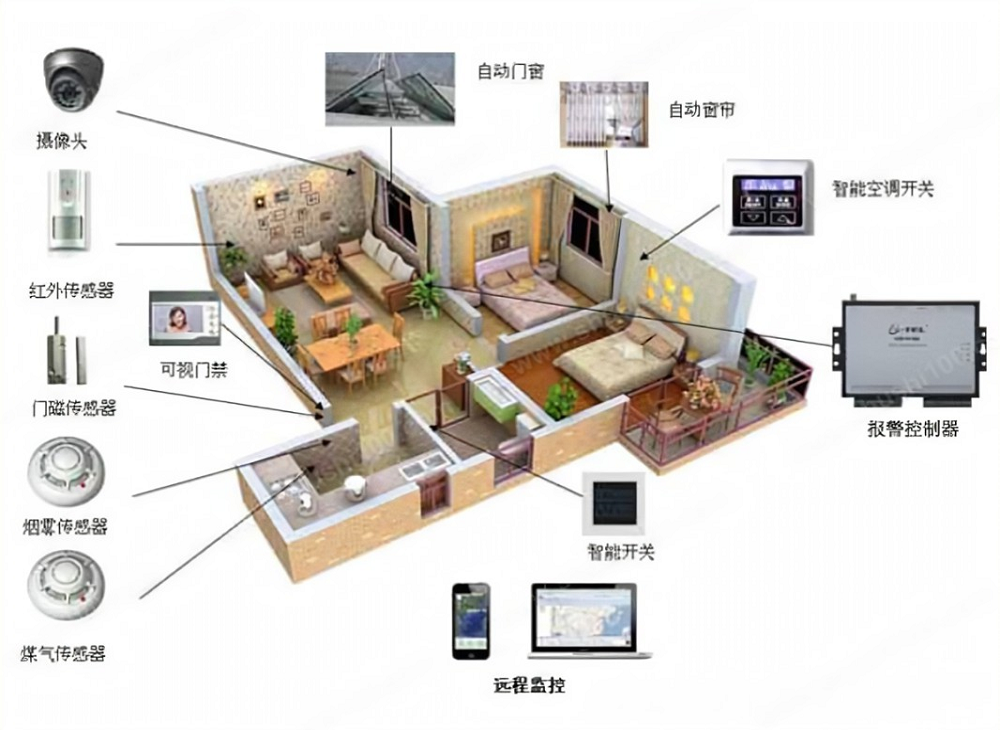 自动门窗
自动窗帘
摄像头
智能空调开关
红外传感器
可视门禁
门磁传感器
报警控制器
烟雾传感器
智能开关
煤气传感器
远程监控